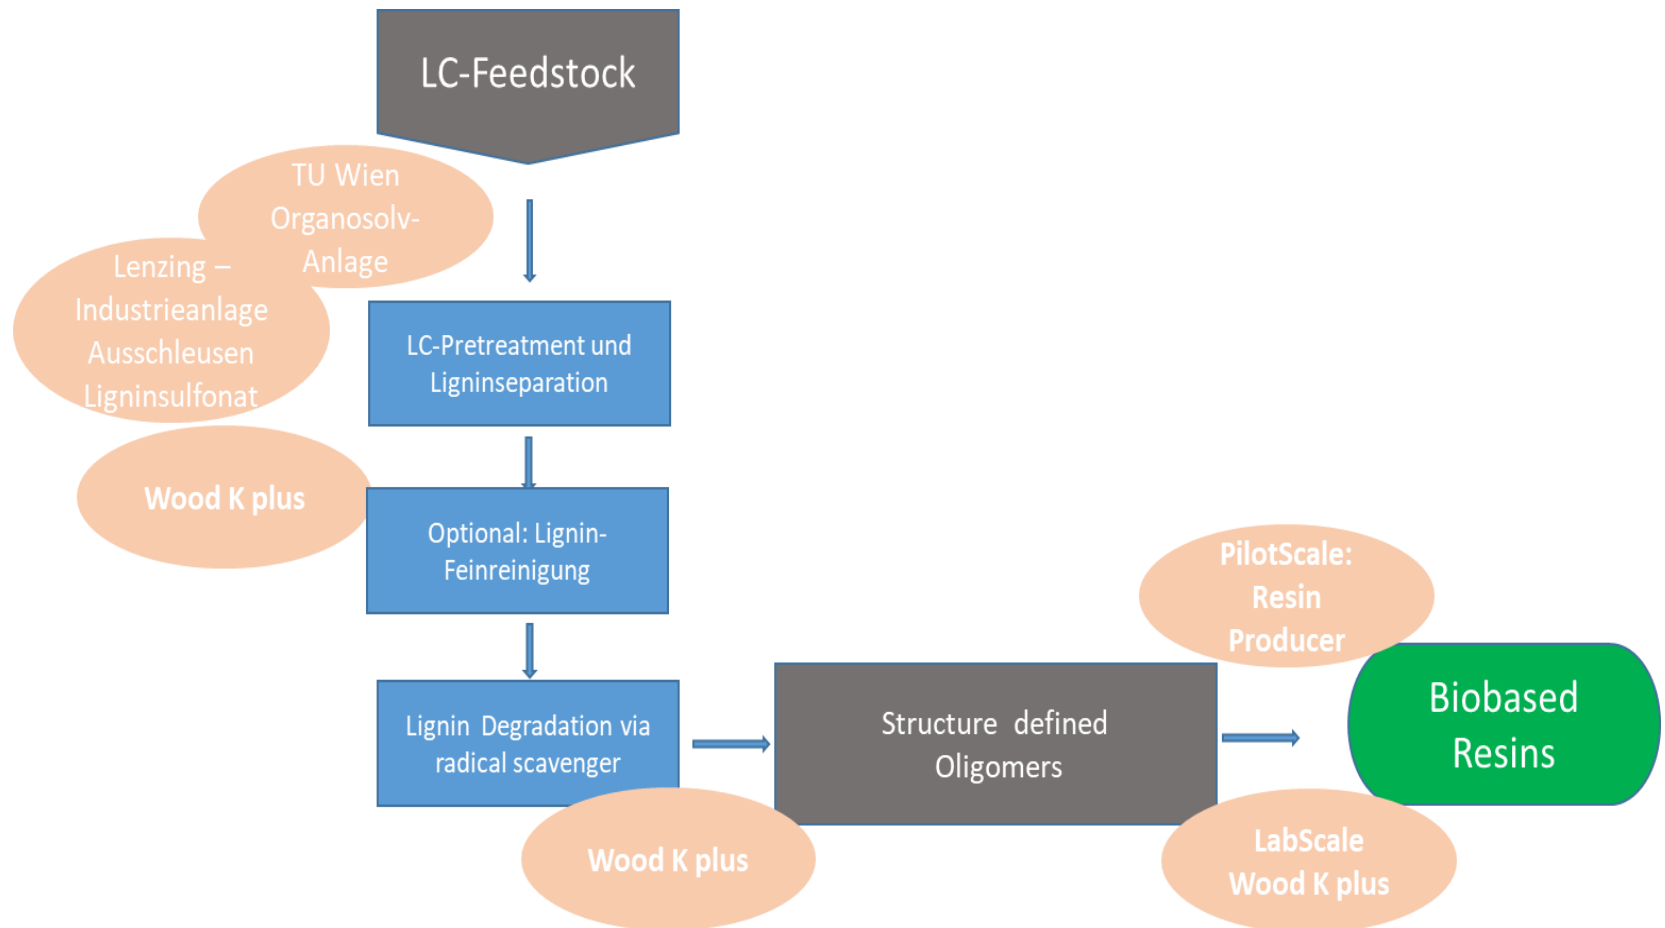 LC-Feedstock
TU Wien
Organosolv-
Anlage
Lenzing –
Industrieanlage
Ausschleusen
Ligninsulfonat
LC-Pretreatment und
Ligninseparation
Wood K plus
Optional: Lignin-
Feinreinigung
PilotScale:
Resin
Producer
Lignin Degradation via
radical scavenger
Structure defined
Oligomers
Biobased
Resins
Wood K plus
LabScale
Wood K plus